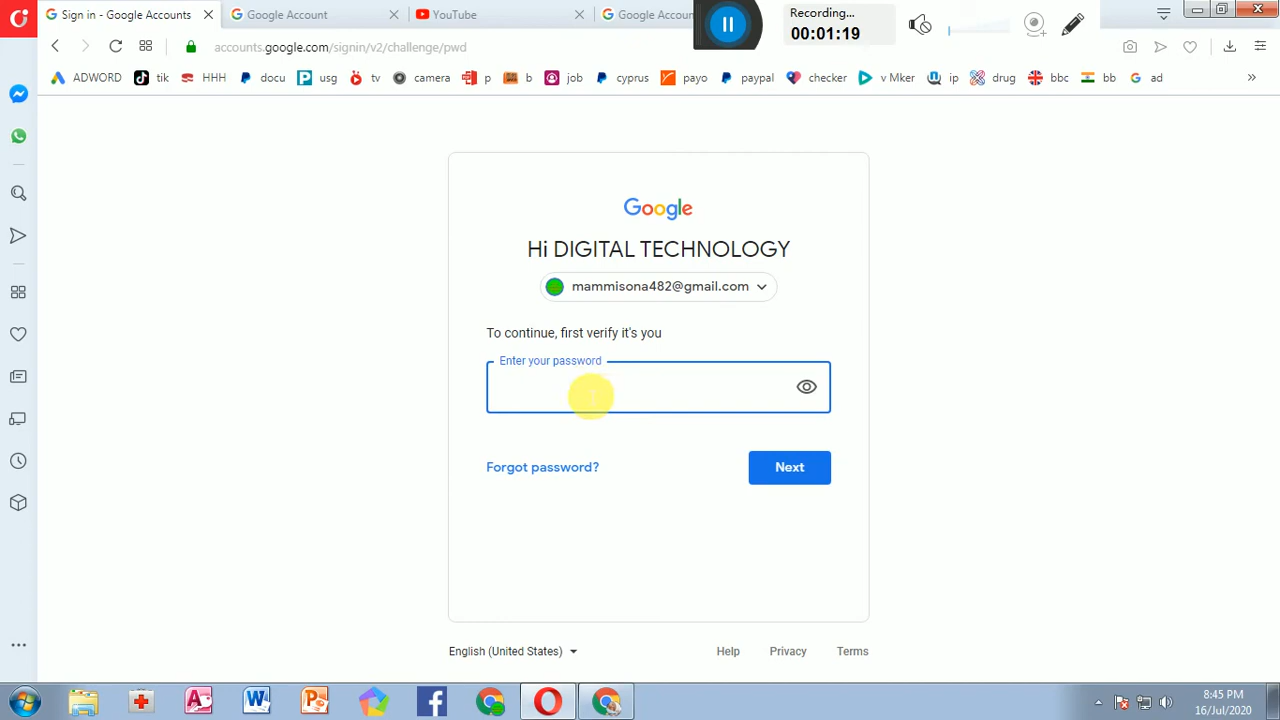 Sign in - Google Accounts
Google Account
YouTube
Google Accoun
Recording...
00:01:19
accounts.google.com/signin/v2/challenge/pwd
ADWORD tik HHH docu usg tv camera p b job cyprus payo paypal checker v Mker ip drug bbc bb ad
Google
Hi DIGITAL TECHNOLOGY
mammisona482@gmail.com
To continue, first verify it's you
Enter your password
Forgot password?
Next
English (United States)
Help
Privacy
Terms
8:45 PM
16/Jul/2020